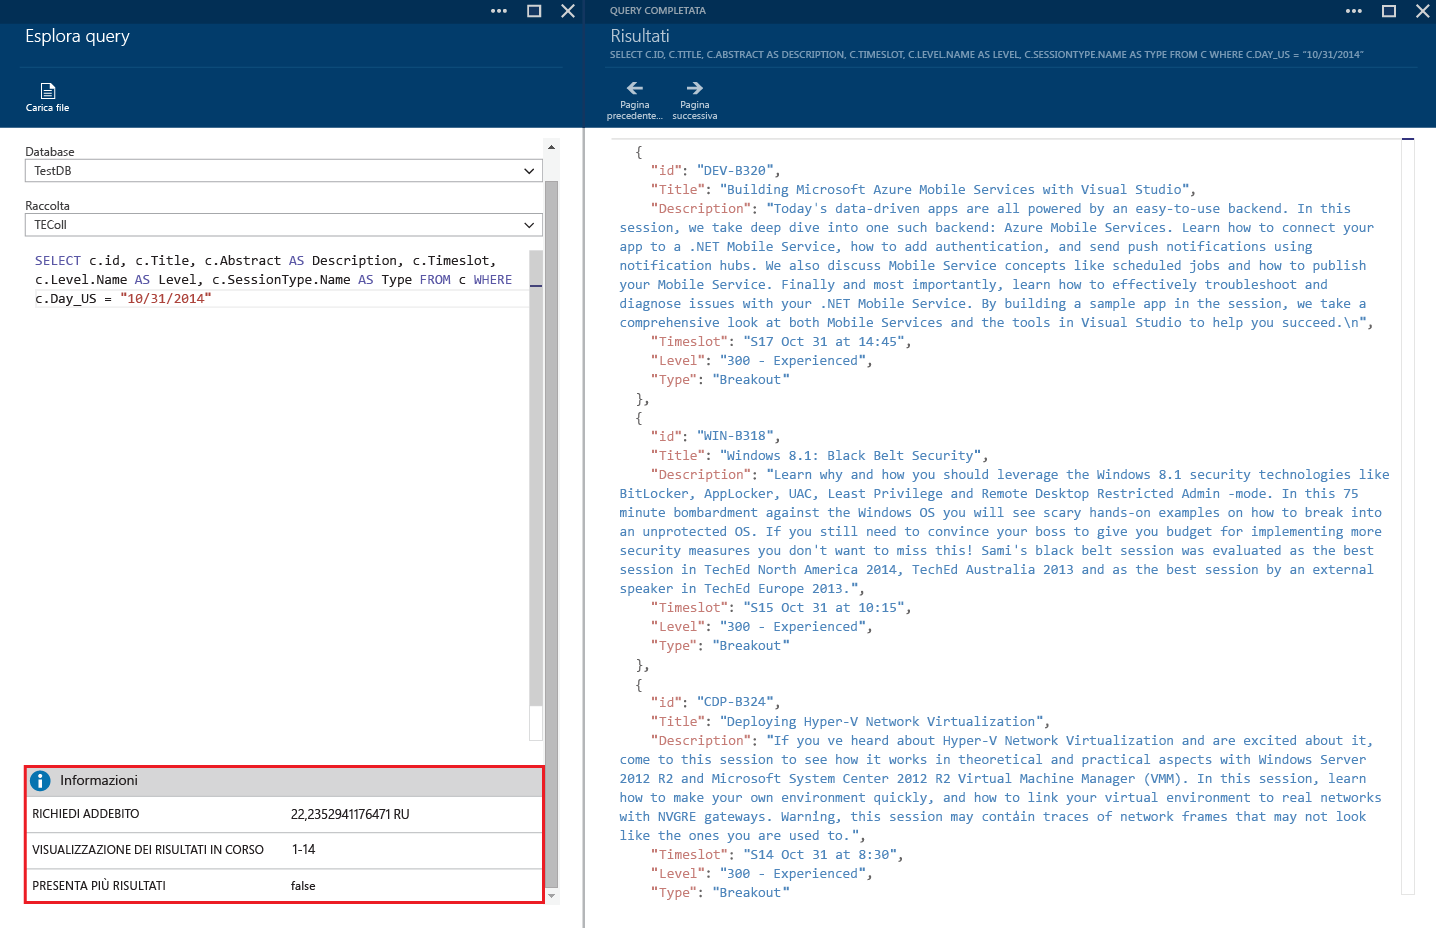 Esplora query
Carica file
Database
TestDB
Raccolta
TEColl
SELECT c.id, c.Title, c.Abstract AS Description, c.Timeslot,
c.Level.Name AS Level, c.SessionType.Name AS Type FROM c WHERE
c.Day_US = "10/31/2014"
Informazioni
RICHIEDI ADDEBITO 22,2352941176471 RU
VISUALIZZAZIONE DEI RISULTATI IN CORSO 1-14
PRESENTA PIÙ RISULTATI false
QUERY COMPLETATA
Risultati
SELECT C.ID, C.TITLE, C.ABSTRACT AS DESCRIPTION, C.TIMESLOT, C.LEVEL.NAME AS LEVEL, C.SESSIONTYPE.NAME AS TYPE FROM C WHERE C.DAY_US = "10/31/2014"
Pagina precedente...
Pagina successiva
{
"id": "DEV-B320",
"Title": "Building Microsoft Azure Mobile Services with Visual Studio",
"Description": "Today's data-driven apps are all powered by an easy-to-use backend. In this
session, we take deep dive into one such backend: Azure Mobile Services. Learn how to connect your
app to a .NET Mobile Service, how to add authentication, and send push notifications using
notification hubs. We also discuss Mobile Service concepts like scheduled jobs and how to publish
your Mobile Service. Finally and most importantly, learn how to effectively troubleshoot and
diagnose issues with your .NET Mobile Service. By building a sample app in the session, we take a
comprehensive look at both Mobile Services and the tools in Visual Studio to help you succeed.\n",
"Timeslot": "S17 Oct 31 at 14:45",
"Level": "300 - Experienced",
"Type": "Breakout"
},
{
"id": "WIN-B318",
"Title": "Windows 8.1: Black Belt Security",
"Description": "Learn why and how you should leverage the Windows 8.1 security technologies like
BitLocker, AppLocker, UAC, Least Privilege and Remote Desktop Restricted Admin -mode. In this 75
minute bombardment against the Windows OS you will see scary hands-on examples on how to break into
an unprotected OS. If you still need to convince your boss to give you budget for implementing more
security measures you don't want to miss this! Sami's black belt session was evaluated as the best
session in TechEd North America 2014, TechEd Australia 2013 and as the best session by an external
speaker in TechEd Europe 2013.",
"Timeslot": "S15 Oct 31 at 10:15",
"Level": "300 - Experienced",
"Type": "Breakout"
},
{
"id": "CDP-B324",
"Title": "Deploying Hyper-V Network Virtualization",
"Description": "If you ve heard about Hyper-V Network Virtualization and are excited about it,
come to this session to see how it works in theoretical and practical aspects with Windows Server
2012 R2 and Microsoft System Center 2012 R2 Virtual Machine Manager (VMM). In this session, learn
how to make your own environment quickly, and how to link your virtual environment to real networks
with NVGRE gateways. Warning, this session may contain traces of network frames that may not look
like the ones you are used to.",
"Timeslot": "S14 Oct 31 at 8:30",
"Level": "300 - Experienced",
"Type": "Breakout"